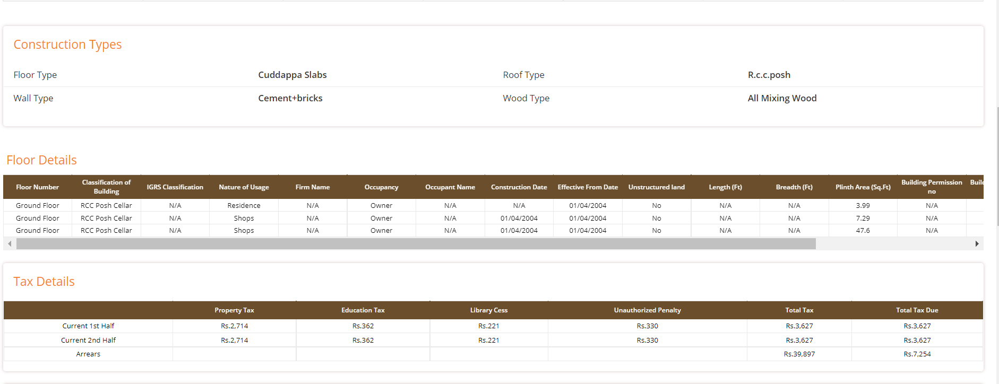 Construction Types
Floor Type Cuddappa Slabs Roof Type R.c.c.posh
Wall Type Cement+bricks Wood Type All Mixing Wood
Floor Details
Floor Number Classification of Building IGRS Classification Nature of Usage Firm Name Occupancy Occupant Name Construction Date Effective From Date Unstructured land Length (Ft) Breadth (Ft) Plinth Area (Sq.Ft) Building Permission no
Ground Floor RCC Posh Cellar N/A Residence N/A Owner N/A N/A 01/04/2004 No N/A N/A 3.99 N/A
Ground Floor RCC Posh Cellar N/A Shops N/A Owner N/A 01/04/2004 01/04/2004 No N/A N/A 7.29 N/A
Ground Floor RCC Posh Cellar N/A Shops N/A Owner N/A 01/04/2004 01/04/2004 No N/A N/A 47.6 N/A
Tax Details
Property Tax Education Tax Library Cess Unauthorized Penalty Total Tax Total Tax Due
Current 1st Half Rs.2,714 Rs.362 Rs.221 Rs.330 Rs.3,627 Rs.3,627
Current 2nd Half Rs.2,714 Rs.362 Rs.221 Rs.330 Rs.3,627 Rs.3,627
Arrears Rs.39,897 Rs.7,254